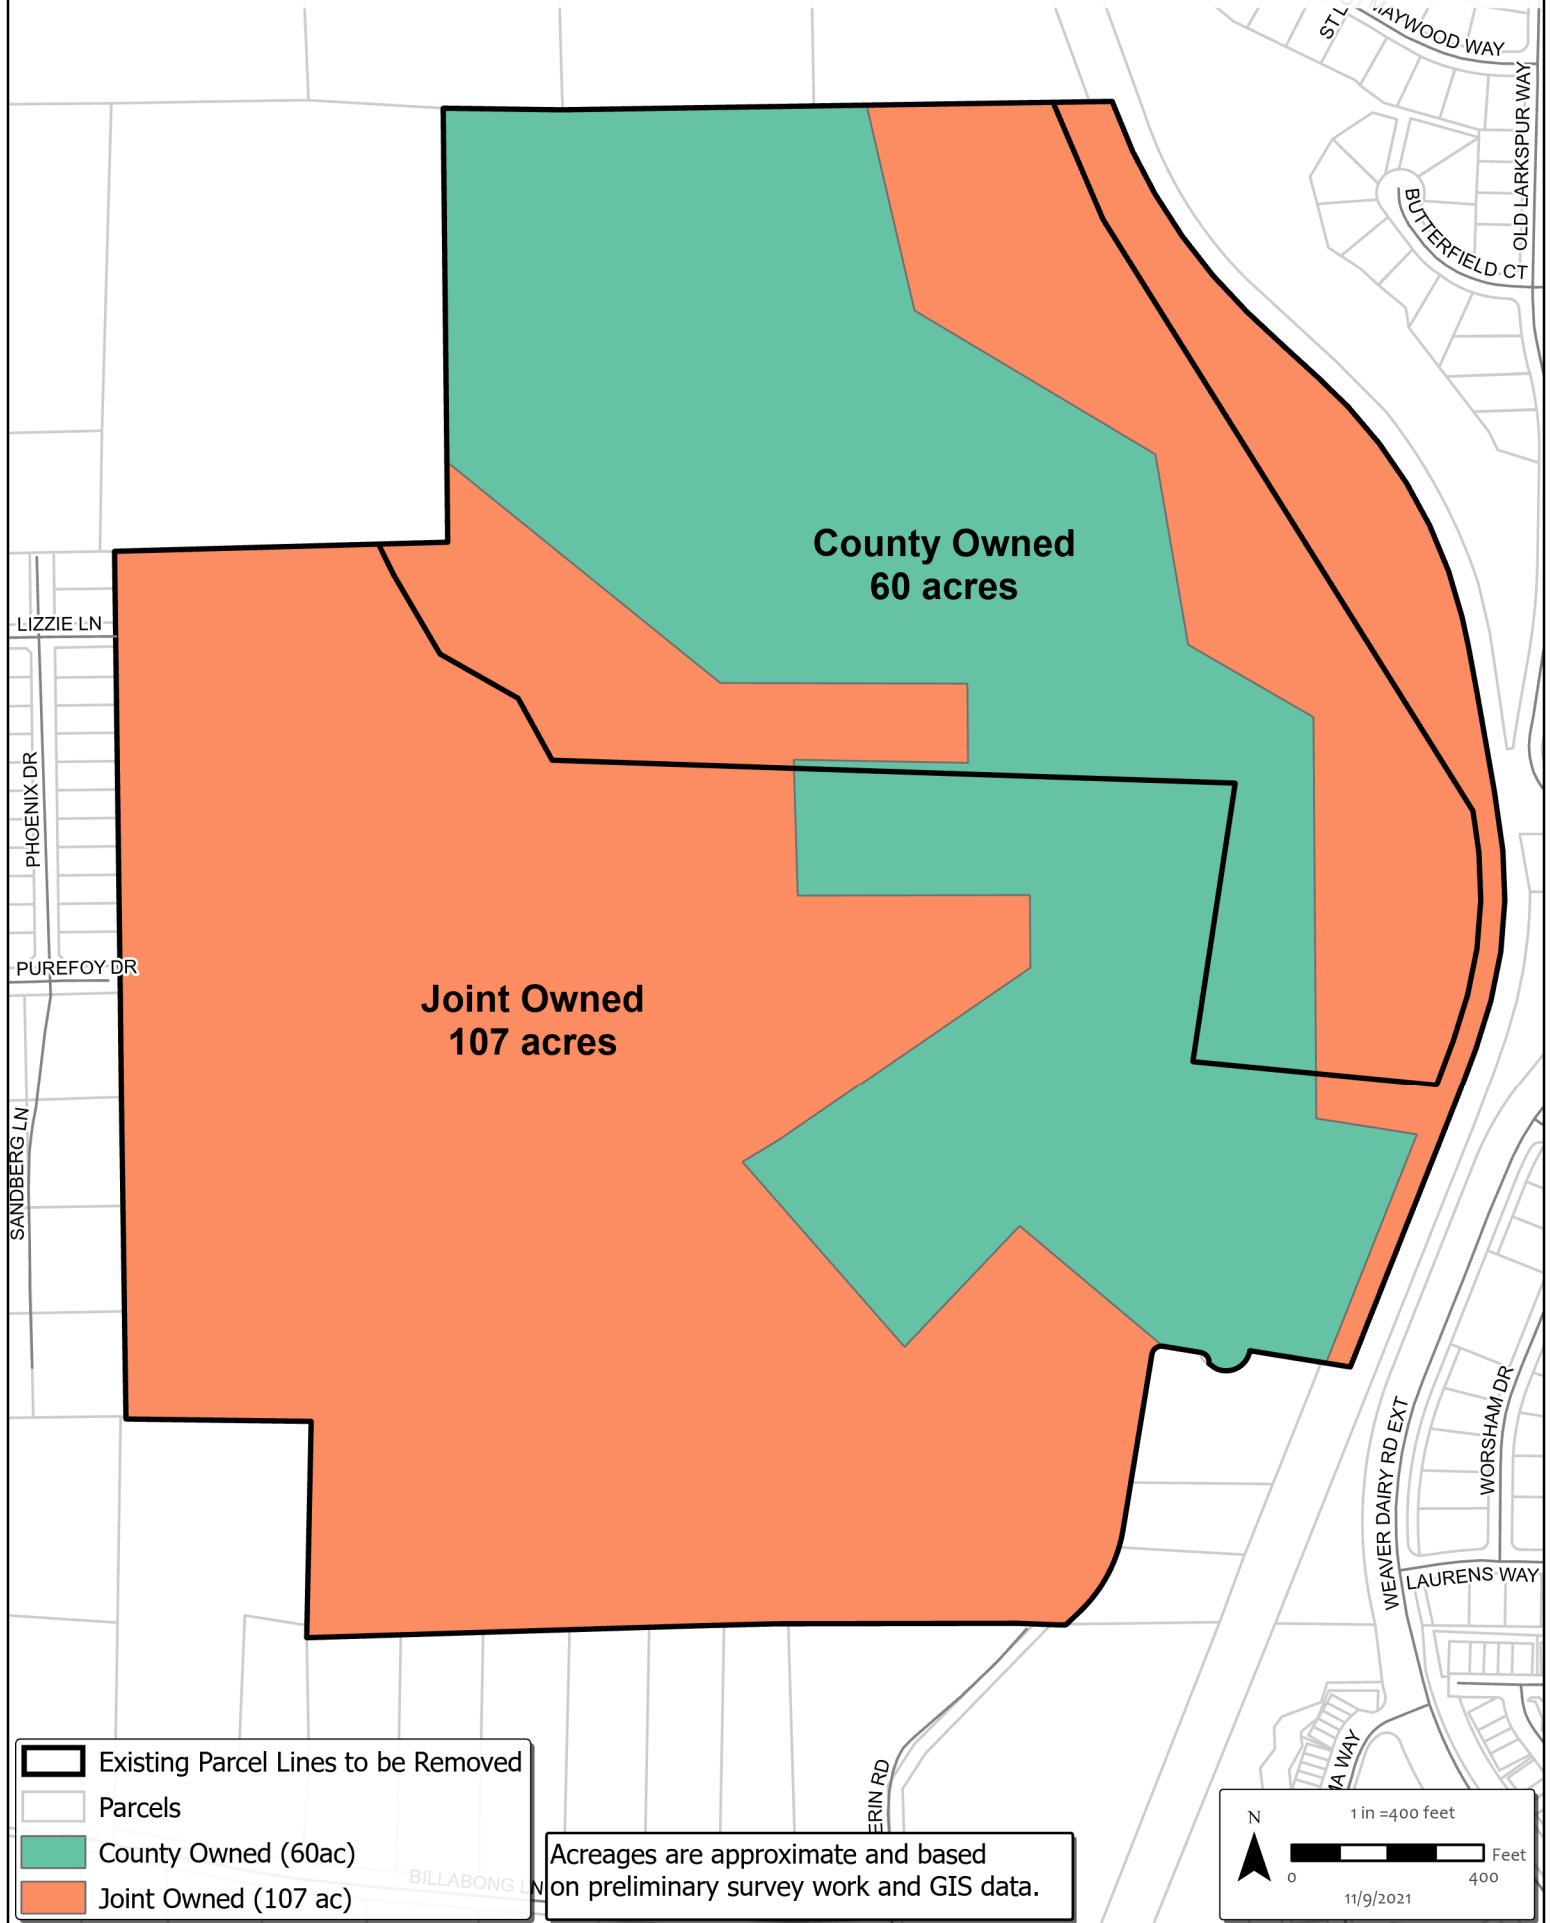 MAYWOOD WAY
OLD LARKSPUR WAY
BUTTERFIELD CT
County Owned
60 acres
LIZZIE LN
PHOENIX DR
PUREFOY DR
Joint Owned
107 acres
SANDBERG LN
WEAVER DAIRY RD EXT
WORSHAM DR
LAURENS WAY
ERIN RD
BILLABONG LN
Existing Parcel Lines to be Removed
Parcels
County Owned (60ac)
Joint Owned (107 ac)
Acreages are approximate and based
on preliminary survey work and GIS data.
N
1 in =400 feet
Feet
0 400
11/9/2021